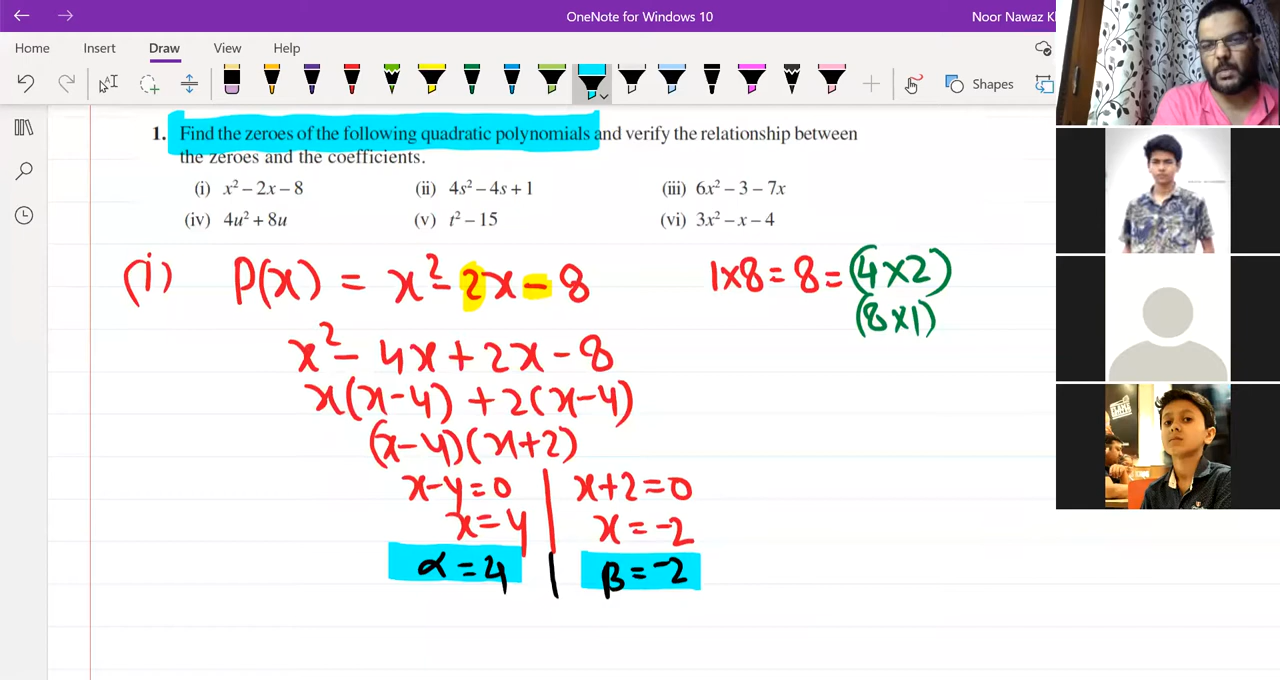 OneNote for Windows 10
Noor Nawaz Kh
Home Insert Draw View Help
Shapes
1. Find the zeroes of the following quadratic polynomials and verify the relationship between
the zeroes and the coefficients.
(i) x² – 2x – 8 (ii) 4s² – 4s + 1 (iii) 6x² – 3 – 7x
(iv) 4u² + 8u (v) t² – 15 (vi) 3x² – x – 4
(i) P(x) = x² - 2x - 8 1×8 = 8 = (4×2)
(8×1)
x² - 4x + 2x - 8
x(x-4) + 2(x-4)
(x-4)(x+2)
x-4=0 | x+2=0
x=4 | x=-2
α=4 | β=-2